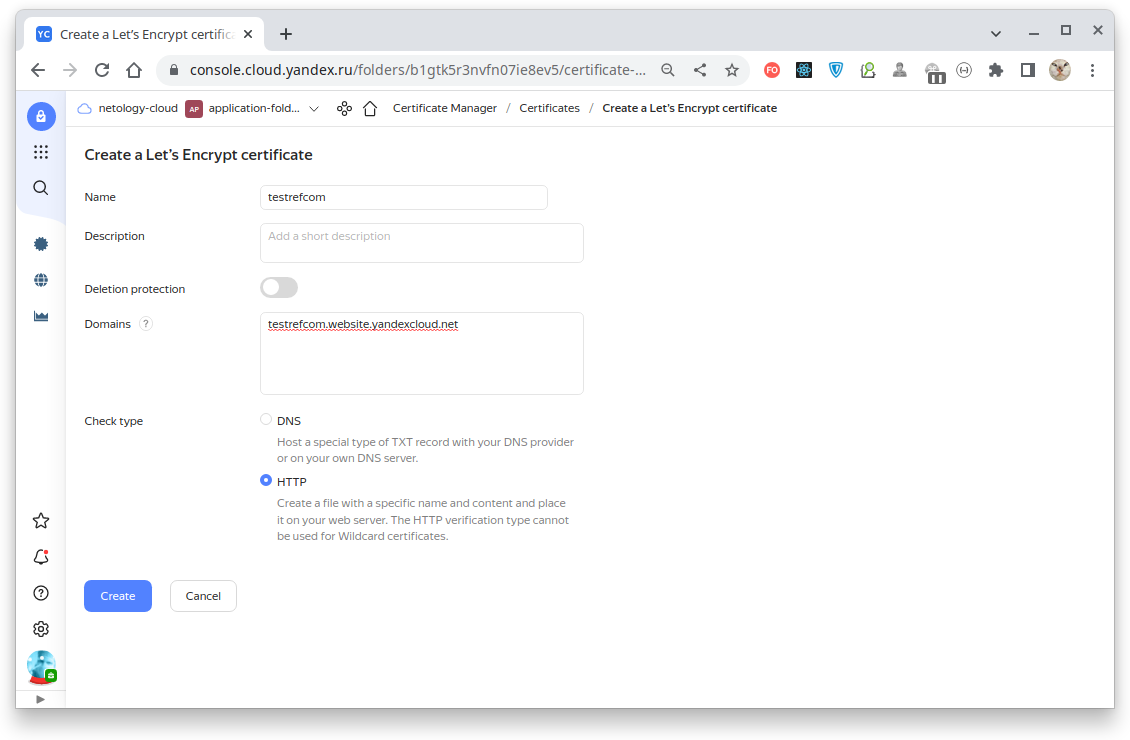 YC Create a Let's Encrypt certific
console.cloud.yandex.ru/folders/b1gtk5r3nvfn07ie8ev5/certificate-...
FO
netology-cloud AP application-fold... Certificate Manager / Certificates / Create a Let's Encrypt certificate
Create a Let's Encrypt certificate
Name testrefcom
Description Add a short description
Deletion protection
Domains ? testrefcom.website.yandexcloud.net
Check type DNS
Host a special type of TXT record with your DNS provider
or on your own DNS server.
HTTP
Create a file with a specific name and content and place
it on your web server. The HTTP verification type cannot
be used for Wildcard certificates.
Create Cancel